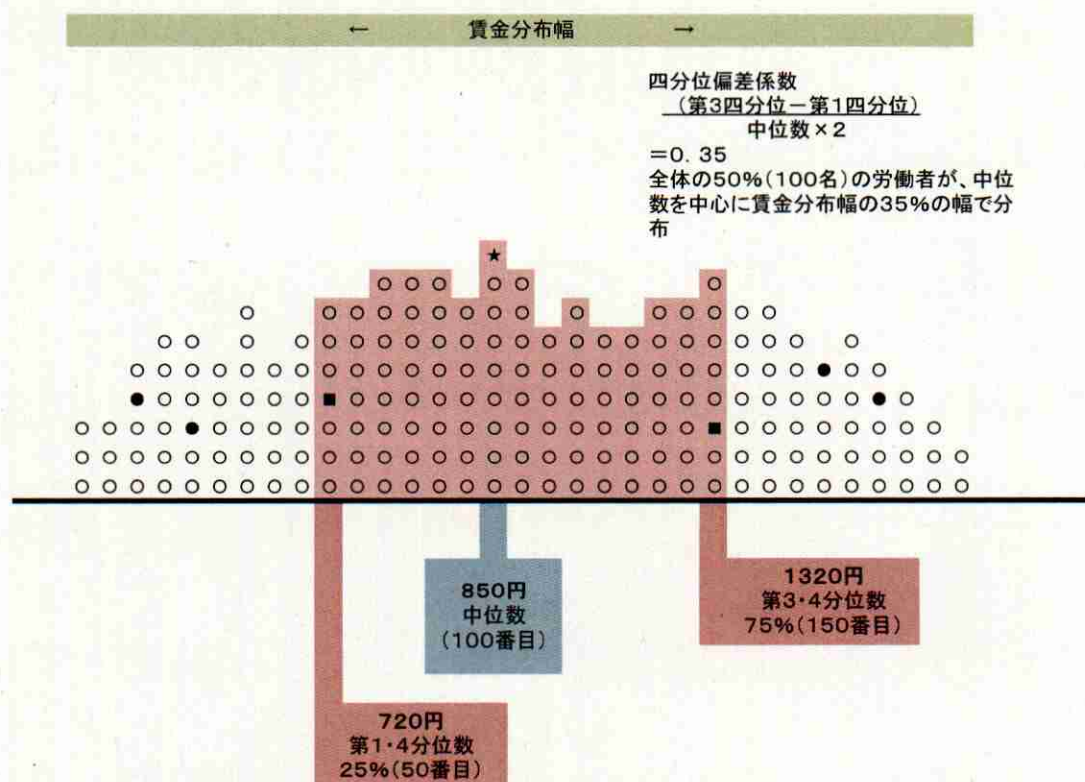 ← 賃金分布幅 →
四分位偏差係数
(第3四分位－第1四分位)
中位数×2
＝0. 35
全体の50%(100名)の労働者が、中位
数を中心に賃金分布幅の35%の幅で分
布
850円
中位数
(100番目)
1320円
第3・4分位数
75%(150番目)
720円
第1・4分位数
25%(50番目)